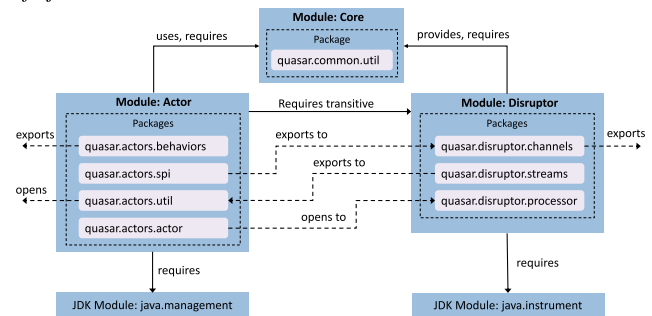 Module: Core
uses, requires
provides, requires
Package
quasar.common.util
Module: Actor
Requires transitive
Module: Disruptor
Packages
Packages
exports
quasar.actors.behaviors
exports to
quasar.disruptor.channels
exports
quasar.actors.spi
exports to
quasar.disruptor.streams
opens
quasar.actors.util
quasar.disruptor.processor
quasar.actors.actor
opens to
requires
requires
JDK Module: java.management
JDK Module: java.instrument